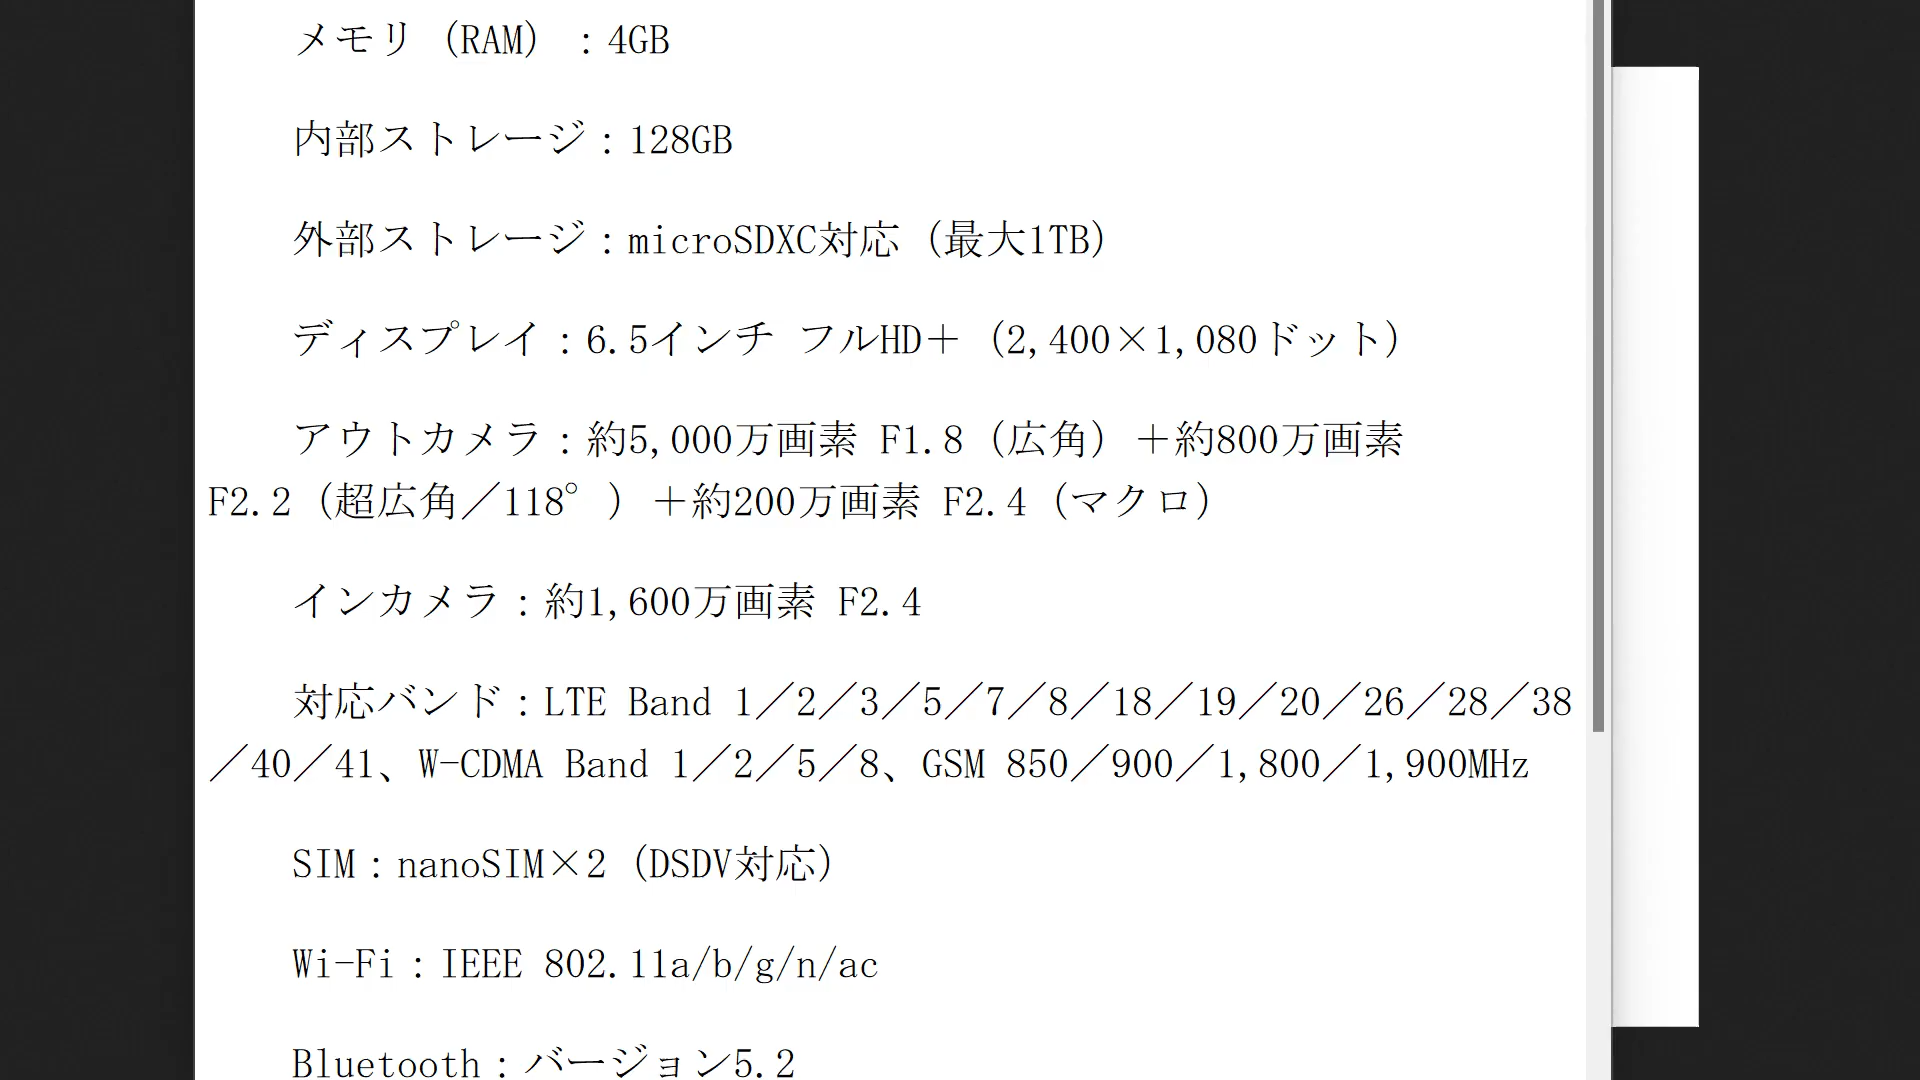 メモリ（RAM）：4GB
内部ストレージ：128GB
外部ストレージ：microSDXC対応（最大1TB）
ディスプレイ：6.5インチ フルHD＋（2,400×1,080ドット）
アウトカメラ：約5,000万画素 F1.8（広角）＋約800万画素
F2.2（超広角／118°）＋約200万画素 F2.4（マクロ）
インカメラ：約1,600万画素 F2.4
対応バンド：LTE Band 1／2／3／5／7／8／18／19／20／26／28／38
／40／41、W-CDMA Band 1／2／5／8、GSM 850／900／1,800／1,900MHz
SIM：nanoSIM×2（DSDV対応）
Wi-Fi：IEEE 802.11a/b/g/n/ac
Bluetooth：バージョン5.2